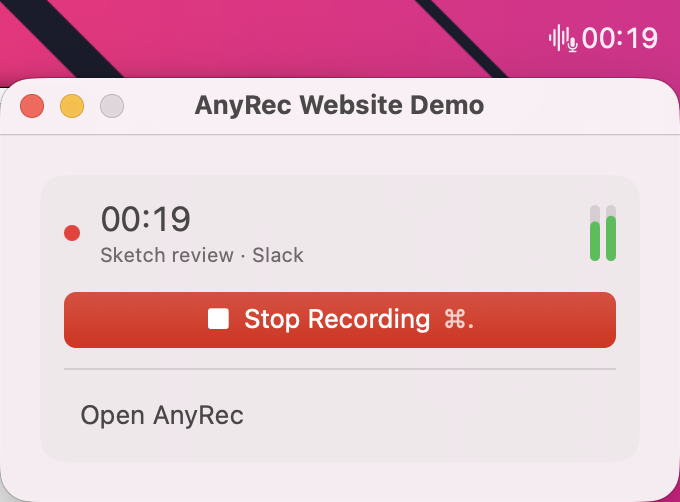 00:19
AnyRec Website Demo
00:19
Sketch review · Slack
Stop Recording ⌘.
Open AnyRec